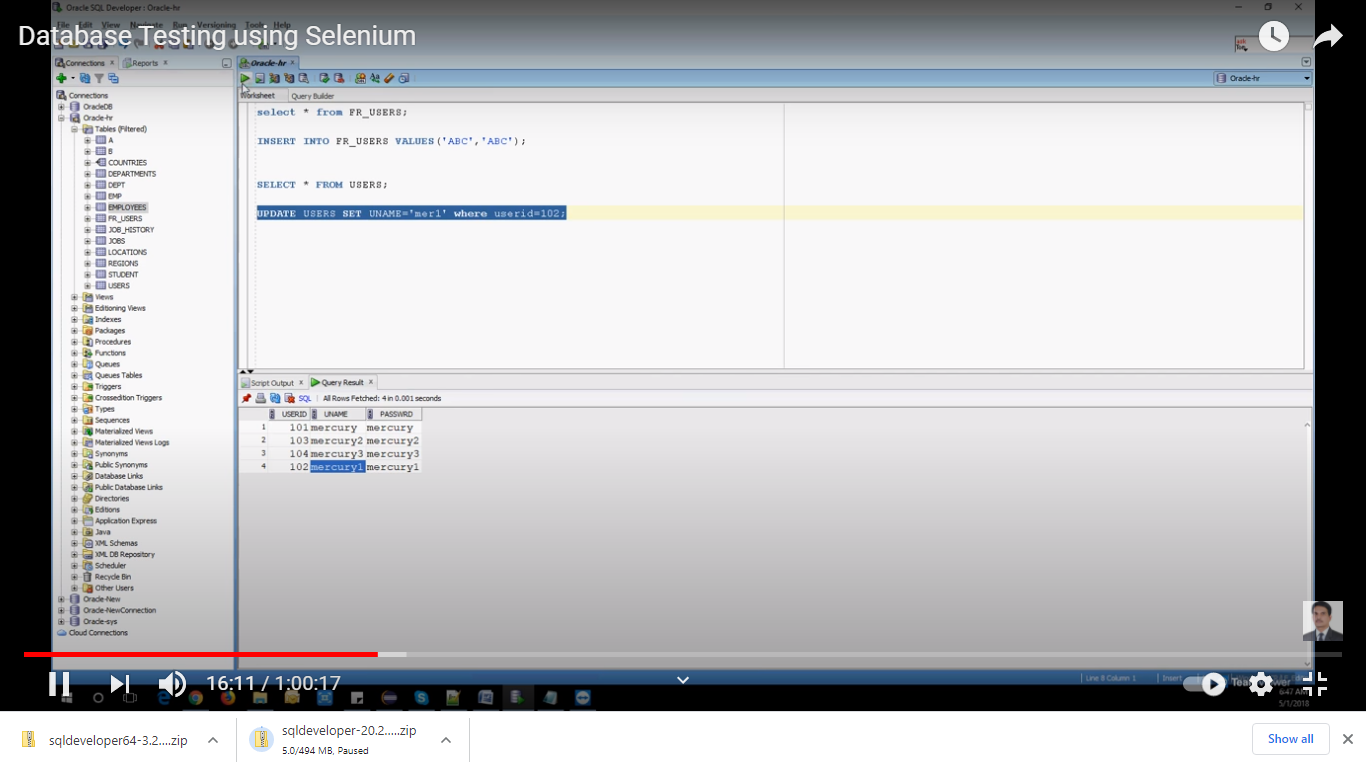 Oracle SQL Developer : Oracle-hr
File Edit View Navigate Run Versioning Tools Help
Database Testing using Selenium
Connections
Reports
Oracle-hr
Oracle-hr
Worksheet
Query Builder
Connections
OracleDB
Oracle-hr
Tables (Filtered)
A
B
COUNTRIES
DEPARTMENTS
DEPT
EMP
EMPLOYEES
FR_USERS
JOB_HISTORY
JOBS
LOCATIONS
REGIONS
STUDENT
USERS
Views
Editioning Views
Indexes
Packages
Procedures
Functions
Queues
Queues Tables
Triggers
Crossedition Triggers
Types
Sequences
Materialized Views
Materialized Views Logs
Synonyms
Public Synonyms
Database Links
Public Database Links
Directories
Editions
Application Express
Java
XML Schemas
XML DB Repository
Scheduler
Recycle Bin
Other Users
Oracle-New
Oracle-NewConnection
Oracle-sys
Cloud Connections
select * from FR_USERS;
INSERT INTO FR_USERS VALUES('ABC','ABC');
SELECT * FROM USERS;
UPDATE USERS SET UNAME='mer1' where userid=102;
Script Output
Query Result
SQL
All Rows Fetched: 4 in 0.001 seconds
USERID UNAME PASSWRD
1 101 mercury mercury
2 103 mercury2 mercury2
3 104 mercury3 mercury3
4 102 mercury1 mercury1
Line 8 Column 1
Insert
16:11 / 1:00:17
6:47 AM
5/1/2018
sqldeveloper64-3.2....zip
sqldeveloper-20.2.....zip
5.0/494 MB, Paused
Show all